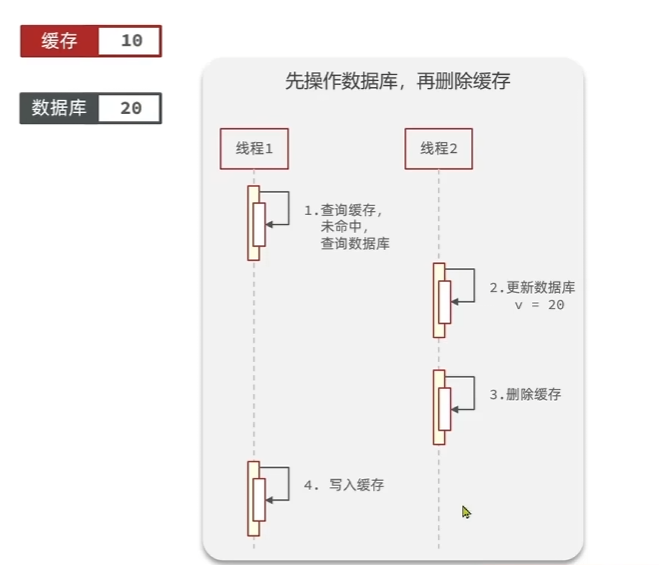 缓存 10
数据库 20
先操作数据库，再删除缓存
线程1
线程2
1.查询缓存，
未命中，
查询数据库
2.更新数据库
v = 20
3.删除缓存
4. 写入缓存